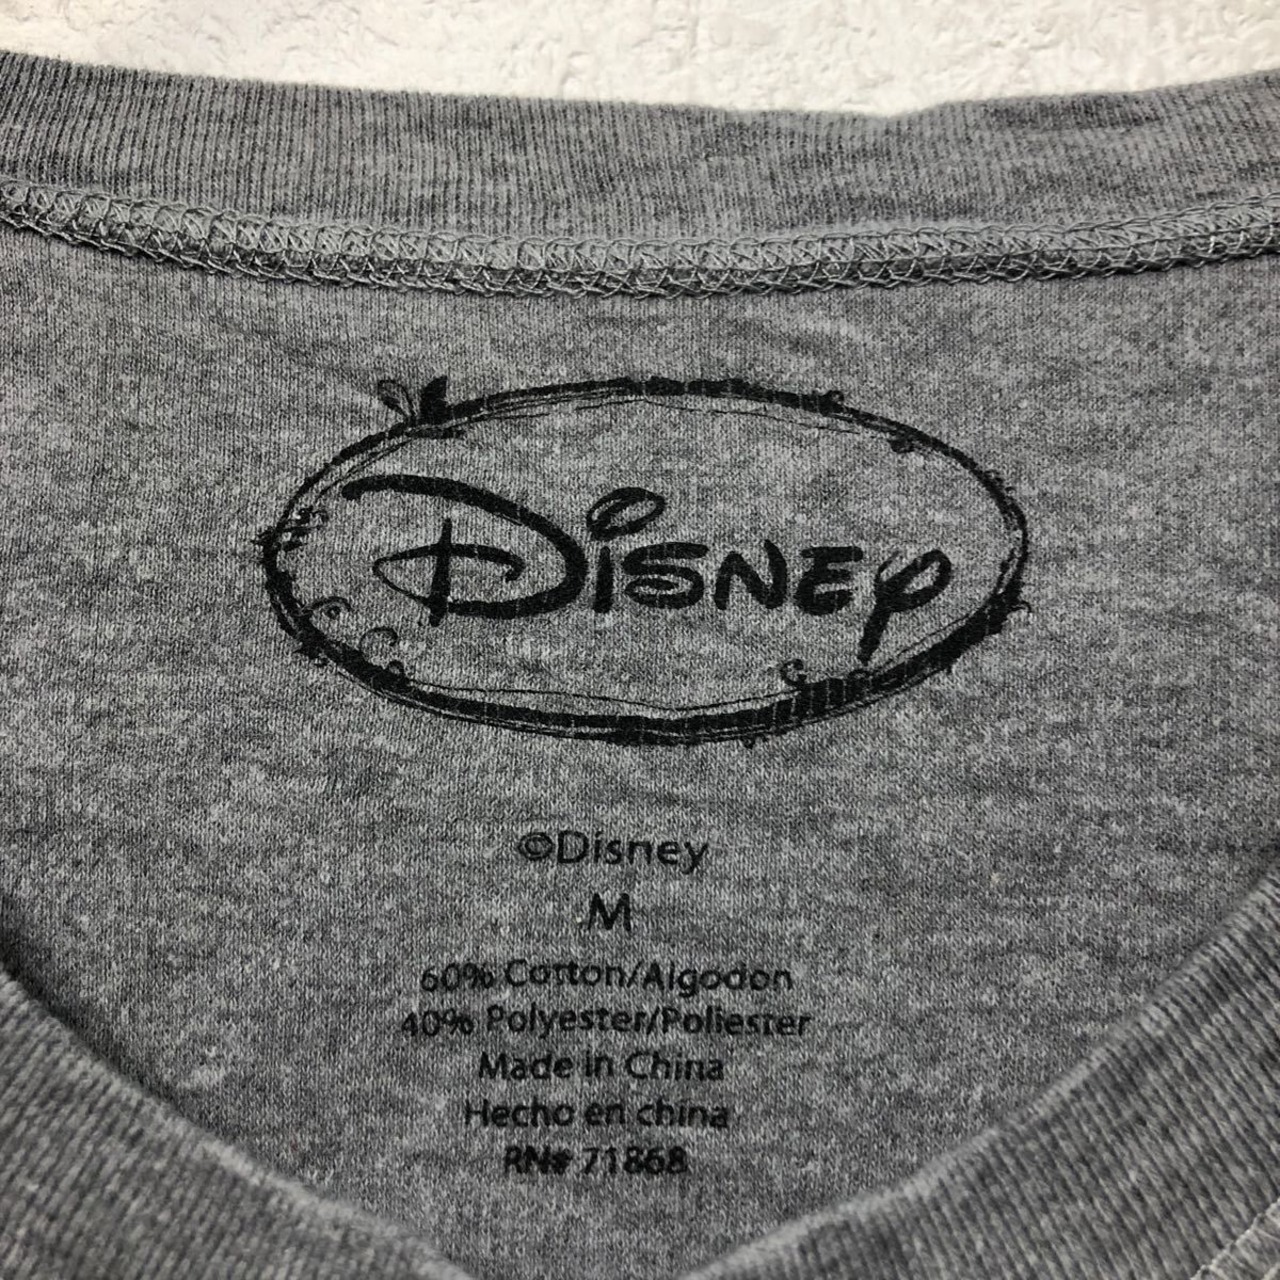 Disney
©Disney
M
60% Cotton/Algodon
40% Polyester/Poliester
Made in China
Hecho en china
RN# 71868